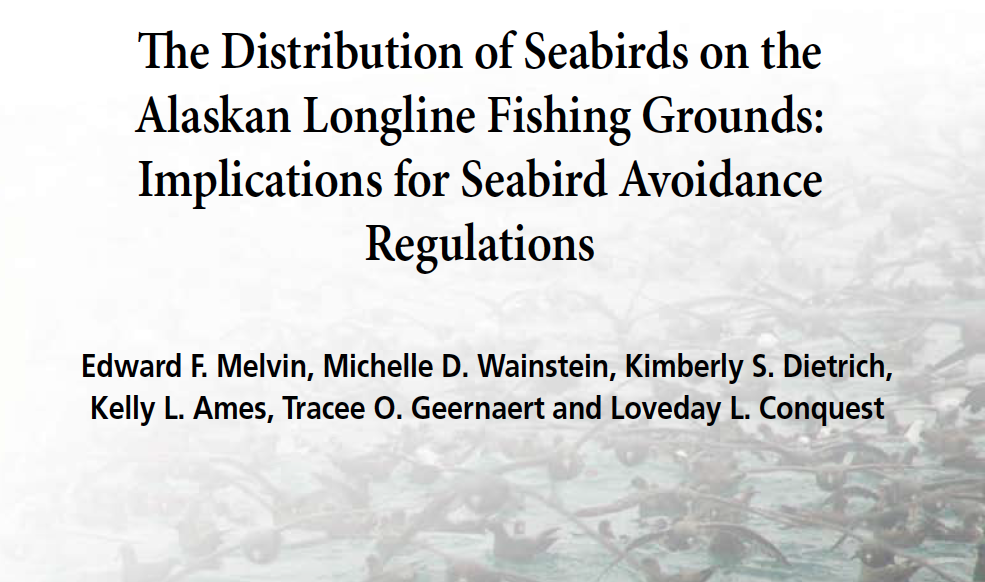 The Distribution of Seabirds on the
Alaskan Longline Fishing Grounds:
Implications for Seabird Avoidance
Regulations
Edward F. Melvin, Michelle D. Wainstein, Kimberly S. Dietrich,
Kelly L. Ames, Tracee O. Geernaert and Loveday L. Conquest